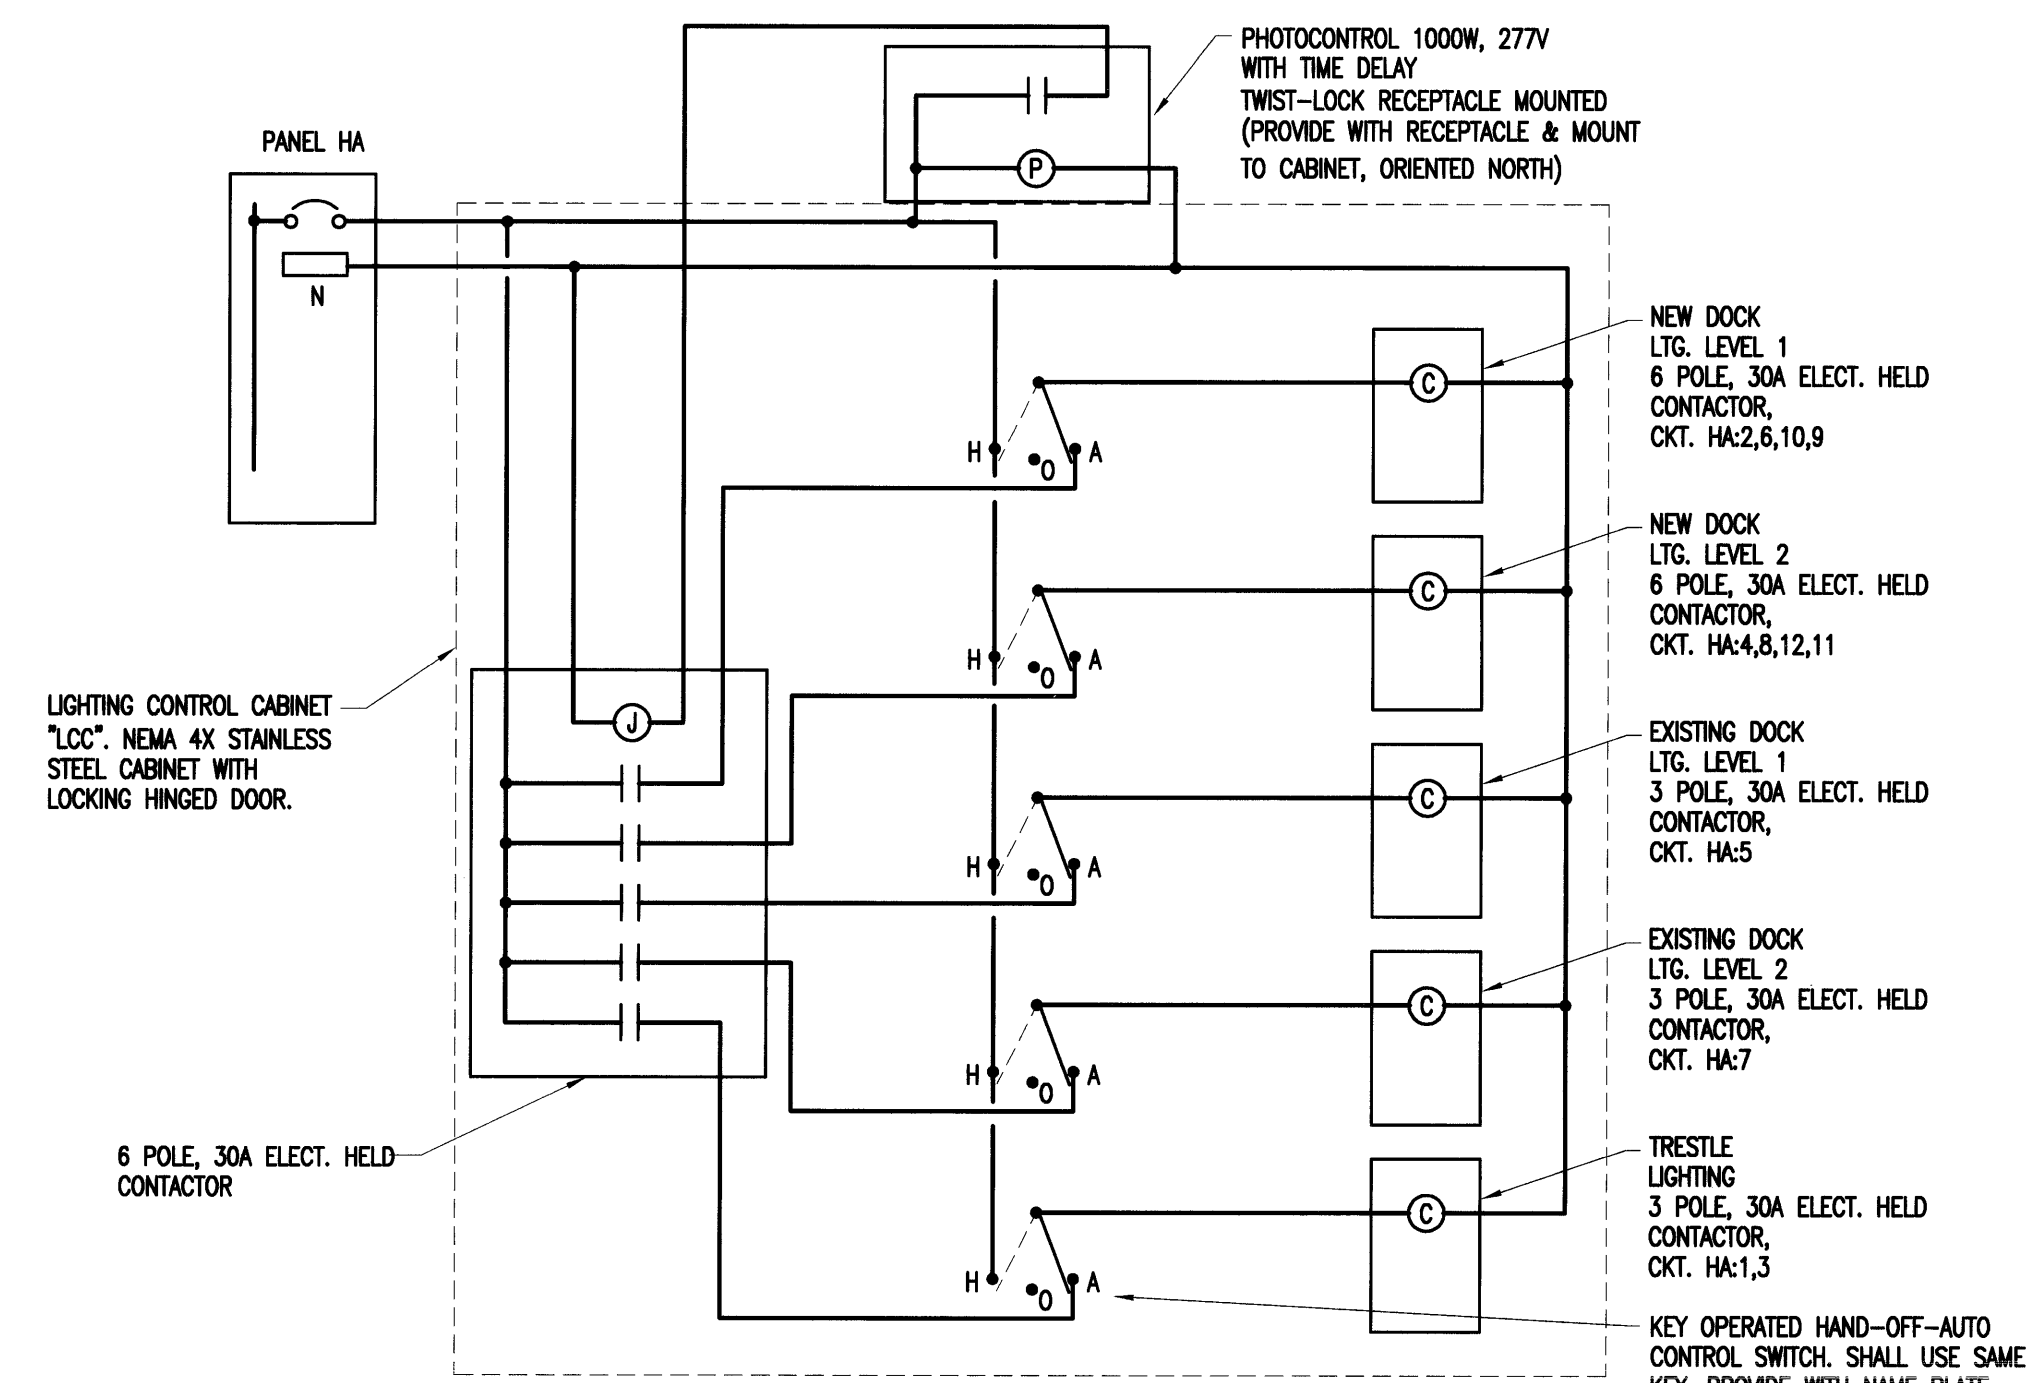 PHOTOCONTROL 1000W, 277V
WITH TIME DELAY
TWIST-LOCK RECEPTACLE MOUNTED
(PROVIDE WITH RECEPTACLE & MOUNT
TO CABINET, ORIENTED NORTH)
PANEL HA
P
N
NEW DOCK
LTG. LEVEL 1
6 POLE, 30A ELECT. HELD
CONTACTOR,
CKT. HA:2,6,10,9
C
H
O
A
NEW DOCK
LTG. LEVEL 2
6 POLE, 30A ELECT. HELD
CONTACTOR,
CKT. HA:4,8,12,11
C
H
O
A
LIGHTING CONTROL CABINET
"LCC". NEMA 4X STAINLESS
STEEL CABINET WITH
LOCKING HINGED DOOR.
J
EXISTING DOCK
LTG. LEVEL 1
3 POLE, 30A ELECT. HELD
CONTACTOR,
CKT. HA:5
C
H
O
A
EXISTING DOCK
LTG. LEVEL 2
3 POLE, 30A ELECT. HELD
CONTACTOR,
CKT. HA:7
C
H
O
A
6 POLE, 30A ELECT. HELD
CONTACTOR
TRESTLE
LIGHTING
3 POLE, 30A ELECT. HELD
CONTACTOR,
CKT. HA:1,3
C
H
O
A
KEY OPERATED HAND-OFF-AUTO
CONTROL SWITCH. SHALL USE SAME
KEY. PROVIDE WITH NAME PLATE